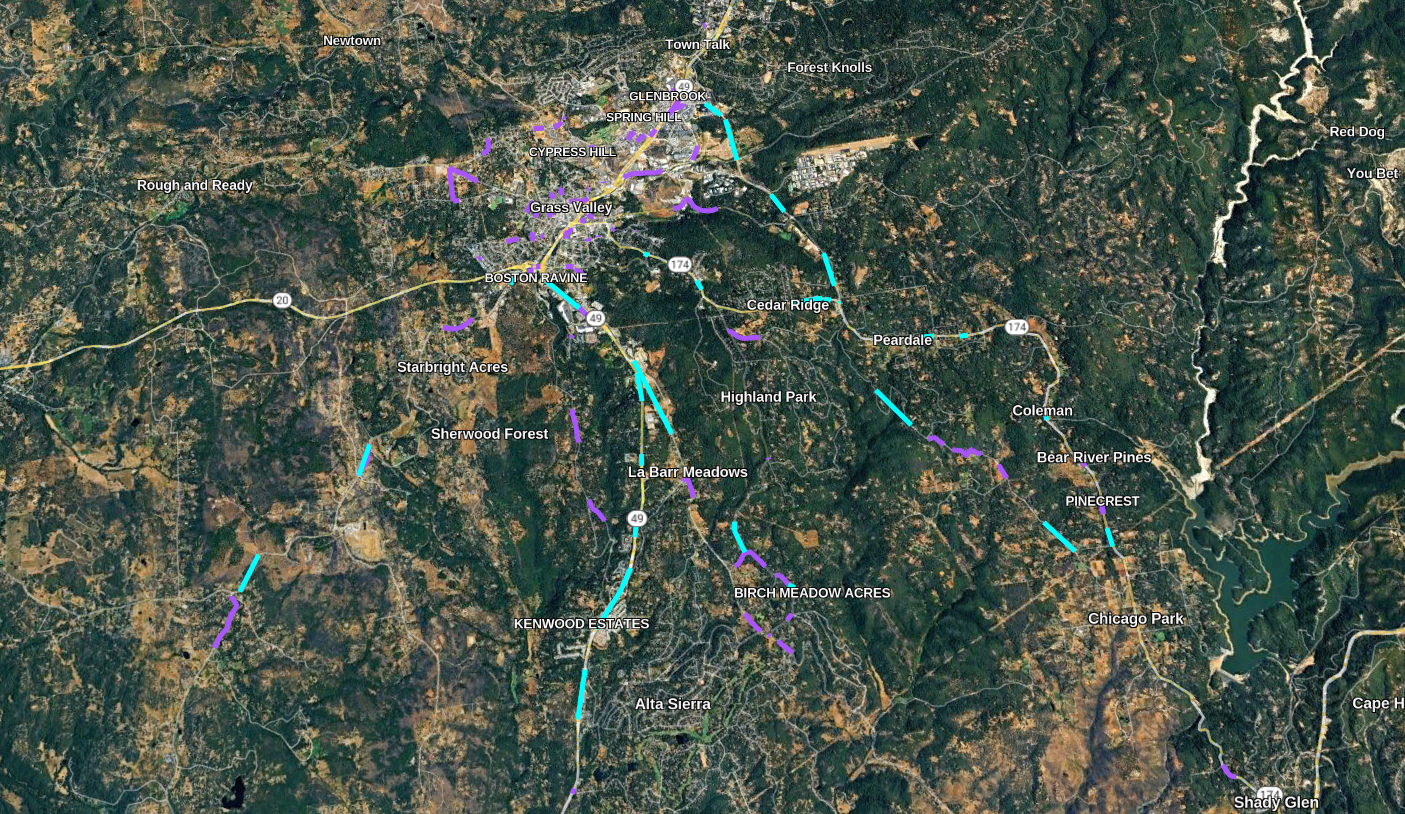 Newtown
Town Talk
Forest Knolls
49
GLENBROOK
SPRING HILL
Red Dog
CYPRESS HILL
You Bet
Rough and Ready
Grass Valley
174
BOSTON RAVINE
20
Cedar Ridge
49
174
Peardale
Starbright Acres
Highland Park
Coleman
Sherwood Forest
Bear River Pines
La Barr Meadows
PINECREST
49
BIRCH MEADOW ACRES
Chicago Park
KENWOOD ESTATES
Alta Sierra
Cape H
174
Shady Glen